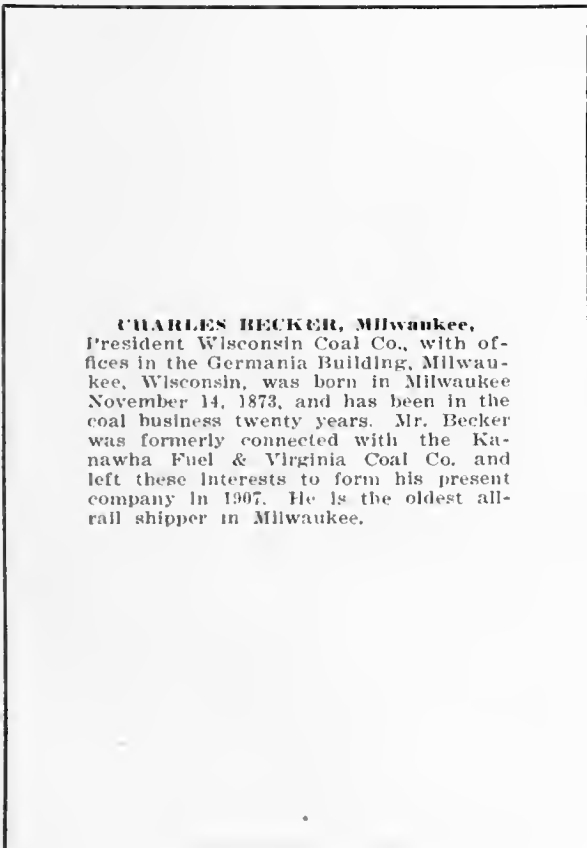 CHARLES BECKER, Milwaukee,
President Wisconsin Coal Co., with of-
fices in the Germania Building, Milwau-
kee, Wisconsin, was born in Milwaukee
November 14, 1873, and has been in the
coal business twenty years. Mr. Becker
was formerly connected with the Ka-
nawha Fuel & Virginia Coal Co. and
left these interests to form his present
company in 1907. He is the oldest all-
rail shipper in Milwaukee.